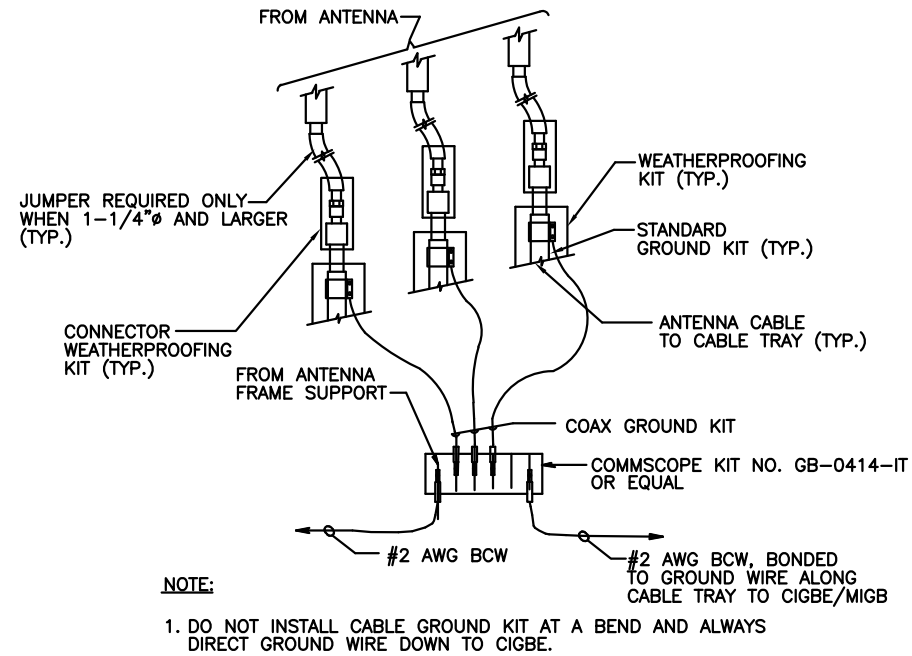 FROM ANTENNA
JUMPER REQUIRED ONLY
WHEN 1-1/4"ø AND LARGER
(TYP.)
WEATHERPROOFING
KIT (TYP.)
STANDARD
GROUND KIT (TYP.)
CONNECTOR
WEATHERPROOFING
KIT (TYP.)
ANTENNA CABLE
TO CABLE TRAY (TYP.)
FROM ANTENNA
FRAME SUPPORT
COAX GROUND KIT
COMMSCOPE KIT NO. GB-0414-IT
OR EQUAL
#2 AWG BCW
#2 AWG BCW, BONDED
TO GROUND WIRE ALONG
CABLE TRAY TO CIGBE/MIGB
NOTE:
1. DO NOT INSTALL CABLE GROUND KIT AT A BEND AND ALWAYS
DIRECT GROUND WIRE DOWN TO CIGBE.